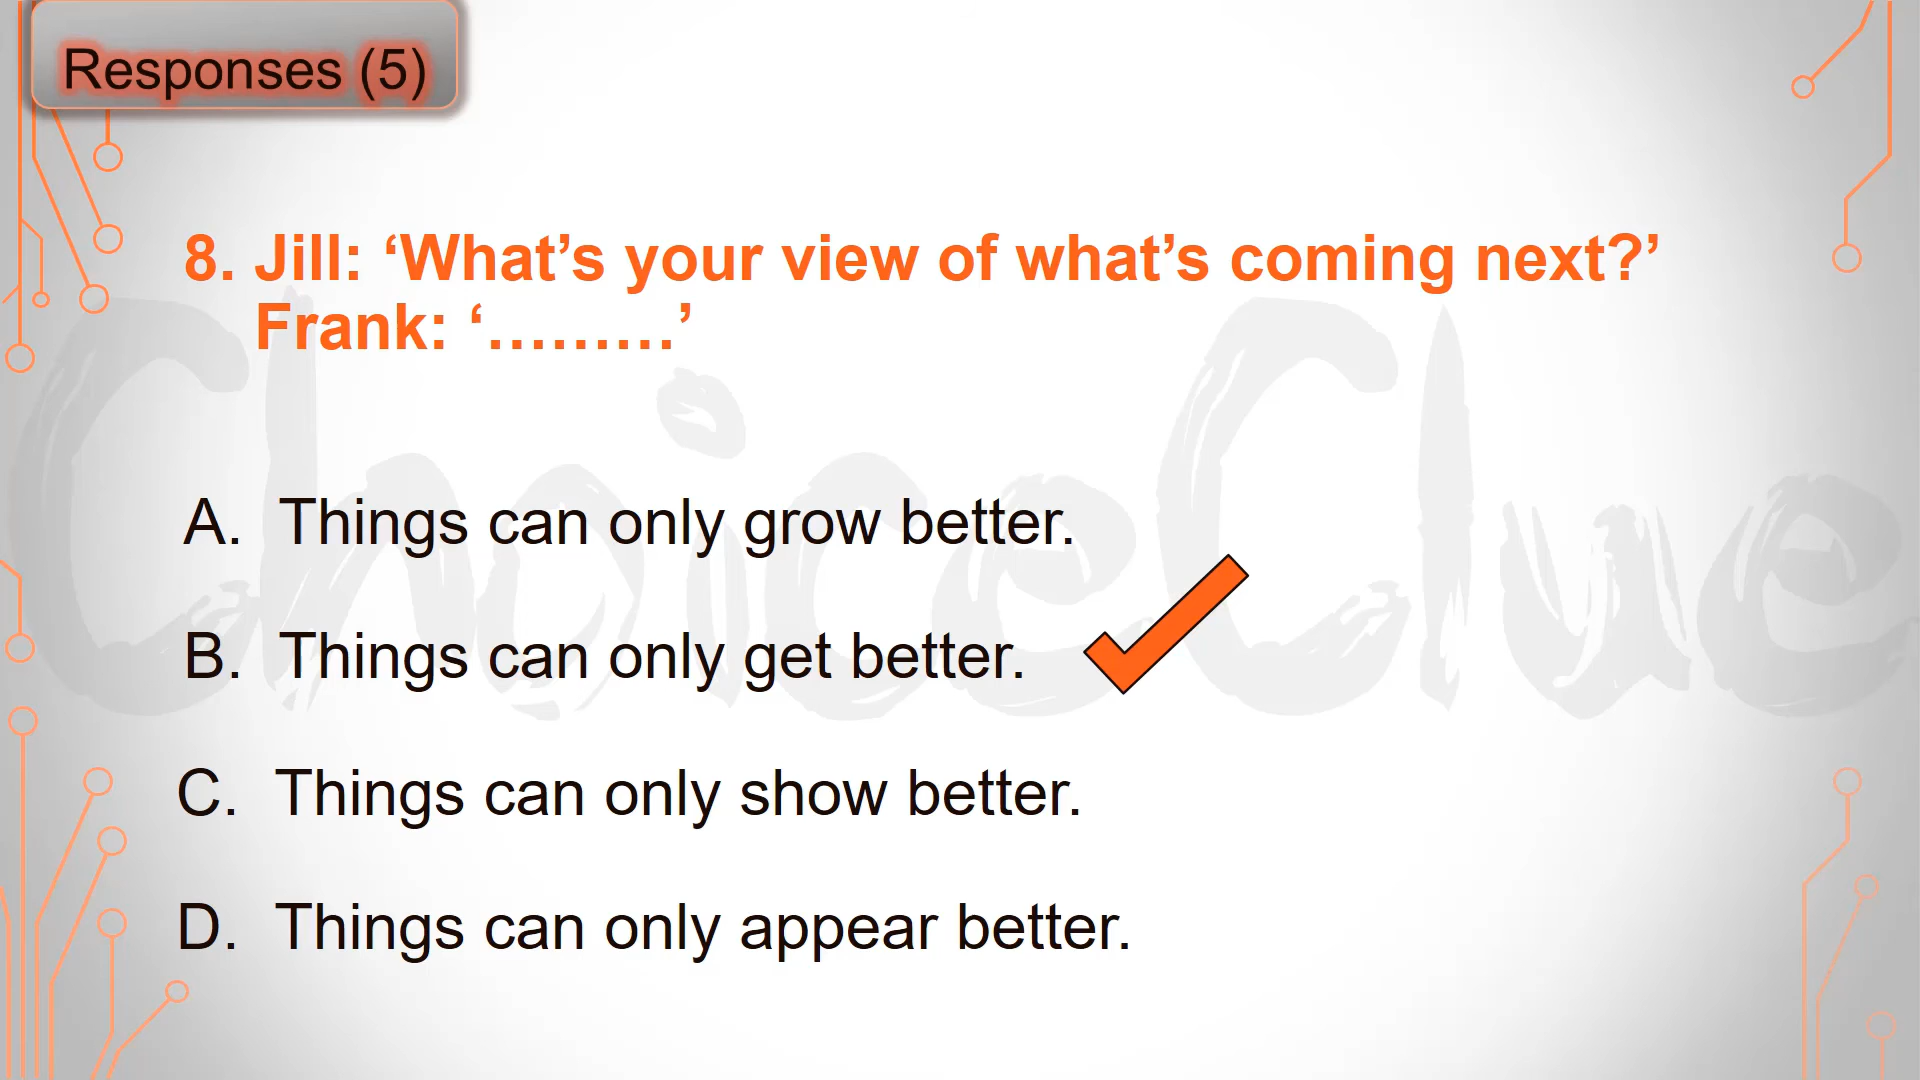 Responses (5)
8. Jill: ‘What’s your view of what’s coming next?’
Frank: ‘………’
A. Things can only grow better.
B. Things can only get better.
C. Things can only show better.
D. Things can only appear better.
ChoiceClue